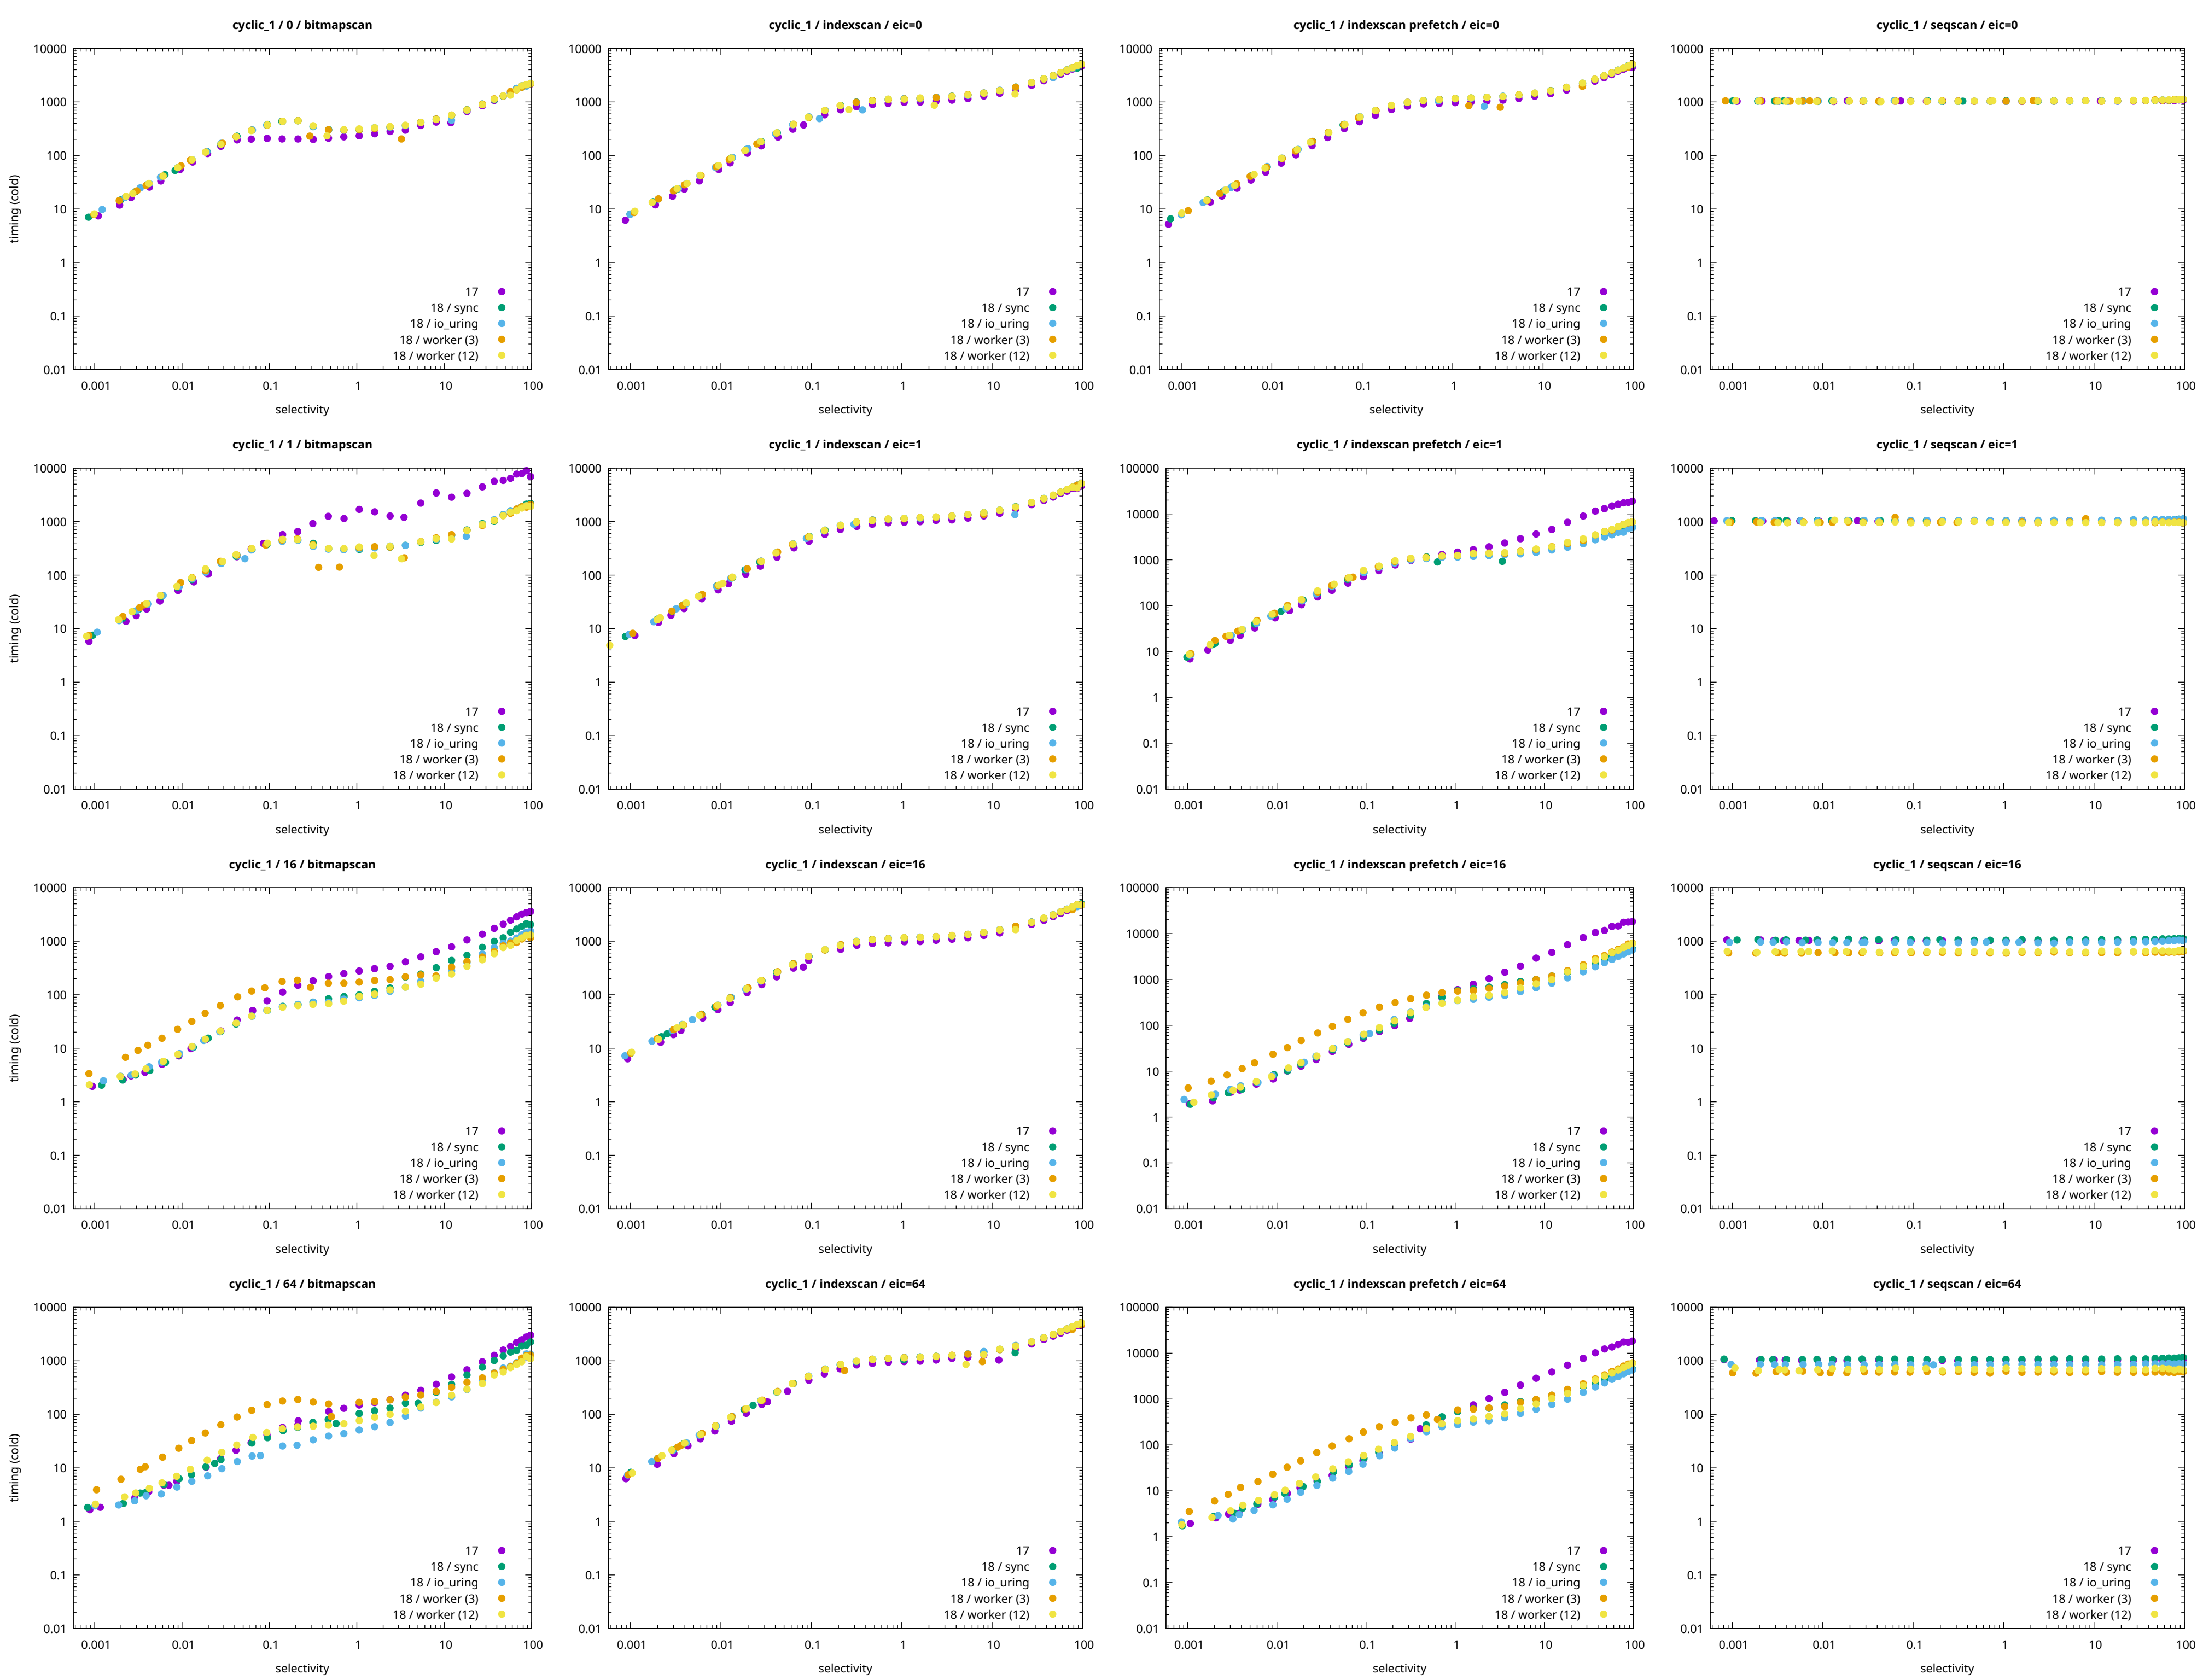 cyclic_1 / 0 / bitmapscan
timing (cold)
10000
1000
100
10
1
0.1
0.01
17
18 / sync
18 / io_uring
18 / worker (3)
18 / worker (12)
0.001 0.01 0.1 1 10 100
selectivity
cyclic_1 / indexscan / eic=0
10000
1000
100
10
1
0.1
0.01
17
18 / sync
18 / io_uring
18 / worker (3)
18 / worker (12)
0.001 0.01 0.1 1 10 100
selectivity
cyclic_1 / indexscan prefetch / eic=0
10000
1000
100
10
1
0.1
0.01
17
18 / sync
18 / io_uring
18 / worker (3)
18 / worker (12)
0.001 0.01 0.1 1 10 100
selectivity
cyclic_1 / seqscan / eic=0
10000
1000
100
10
1
0.1
0.01
17
18 / sync
18 / io_uring
18 / worker (3)
18 / worker (12)
0.001 0.01 0.1 1 10 100
selectivity
cyclic_1 / 1 / bitmapscan
timing (cold)
10000
1000
100
10
1
0.1
0.01
17
18 / sync
18 / io_uring
18 / worker (3)
18 / worker (12)
0.001 0.01 0.1 1 10 100
selectivity
cyclic_1 / indexscan / eic=1
10000
1000
100
10
1
0.1
0.01
17
18 / sync
18 / io_uring
18 / worker (3)
18 / worker (12)
0.001 0.01 0.1 1 10 100
selectivity
cyclic_1 / indexscan prefetch / eic=1
100000
10000
1000
100
10
1
0.1
0.01
17
18 / sync
18 / io_uring
18 / worker (3)
18 / worker (12)
0.001 0.01 0.1 1 10 100
selectivity
cyclic_1 / seqscan / eic=1
10000
1000
100
10
1
0.1
0.01
17
18 / sync
18 / io_uring
18 / worker (3)
18 / worker (12)
0.001 0.01 0.1 1 10 100
selectivity
cyclic_1 / 16 / bitmapscan
timing (cold)
10000
1000
100
10
1
0.1
0.01
17
18 / sync
18 / io_uring
18 / worker (3)
18 / worker (12)
0.001 0.01 0.1 1 10 100
selectivity
cyclic_1 / indexscan / eic=16
10000
1000
100
10
1
0.1
0.01
17
18 / sync
18 / io_uring
18 / worker (3)
18 / worker (12)
0.001 0.01 0.1 1 10 100
selectivity
cyclic_1 / indexscan prefetch / eic=16
100000
10000
1000
100
10
1
0.1
0.01
17
18 / sync
18 / io_uring
18 / worker (3)
18 / worker (12)
0.001 0.01 0.1 1 10 100
selectivity
cyclic_1 / seqscan / eic=16
10000
1000
100
10
1
0.1
0.01
17
18 / sync
18 / io_uring
18 / worker (3)
18 / worker (12)
0.001 0.01 0.1 1 10 100
selectivity
cyclic_1 / 64 / bitmapscan
timing (cold)
10000
1000
100
10
1
0.1
0.01
17
18 / sync
18 / io_uring
18 / worker (3)
18 / worker (12)
0.001 0.01 0.1 1 10 100
selectivity
cyclic_1 / indexscan / eic=64
10000
1000
100
10
1
0.1
0.01
17
18 / sync
18 / io_uring
18 / worker (3)
18 / worker (12)
0.001 0.01 0.1 1 10 100
selectivity
cyclic_1 / indexscan prefetch / eic=64
100000
10000
1000
100
10
1
0.1
0.01
17
18 / sync
18 / io_uring
18 / worker (3)
18 / worker (12)
0.001 0.01 0.1 1 10 100
selectivity
cyclic_1 / seqscan / eic=64
10000
1000
100
10
1
0.1
0.01
17
18 / sync
18 / io_uring
18 / worker (3)
18 / worker (12)
0.001 0.01 0.1 1 10 100
selectivity